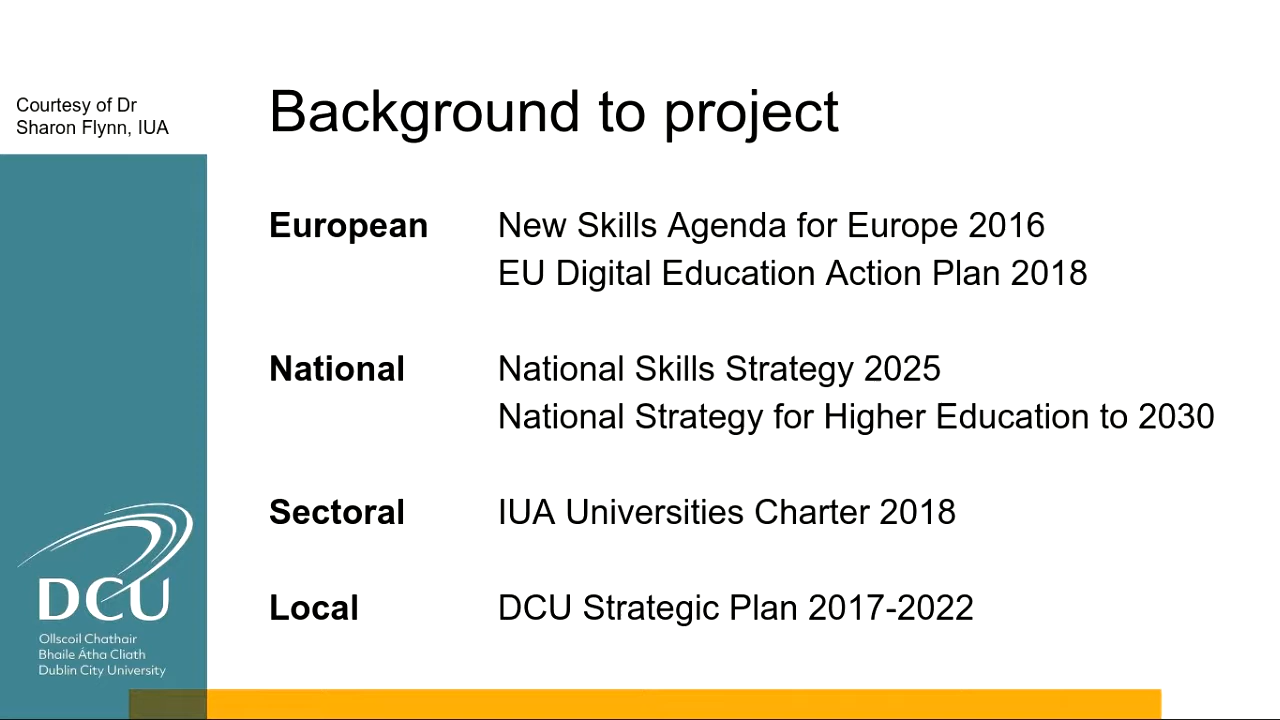 Courtesy of Dr
Sharon Flynn, IUA
Background to project
European New Skills Agenda for Europe 2016
EU Digital Education Action Plan 2018
National National Skills Strategy 2025
National Strategy for Higher Education to 2030
Sectoral IUA Universities Charter 2018
Local DCU Strategic Plan 2017-2022
DCU
Ollscoil Chathair
Bhaile Átha Cliath
Dublin City University